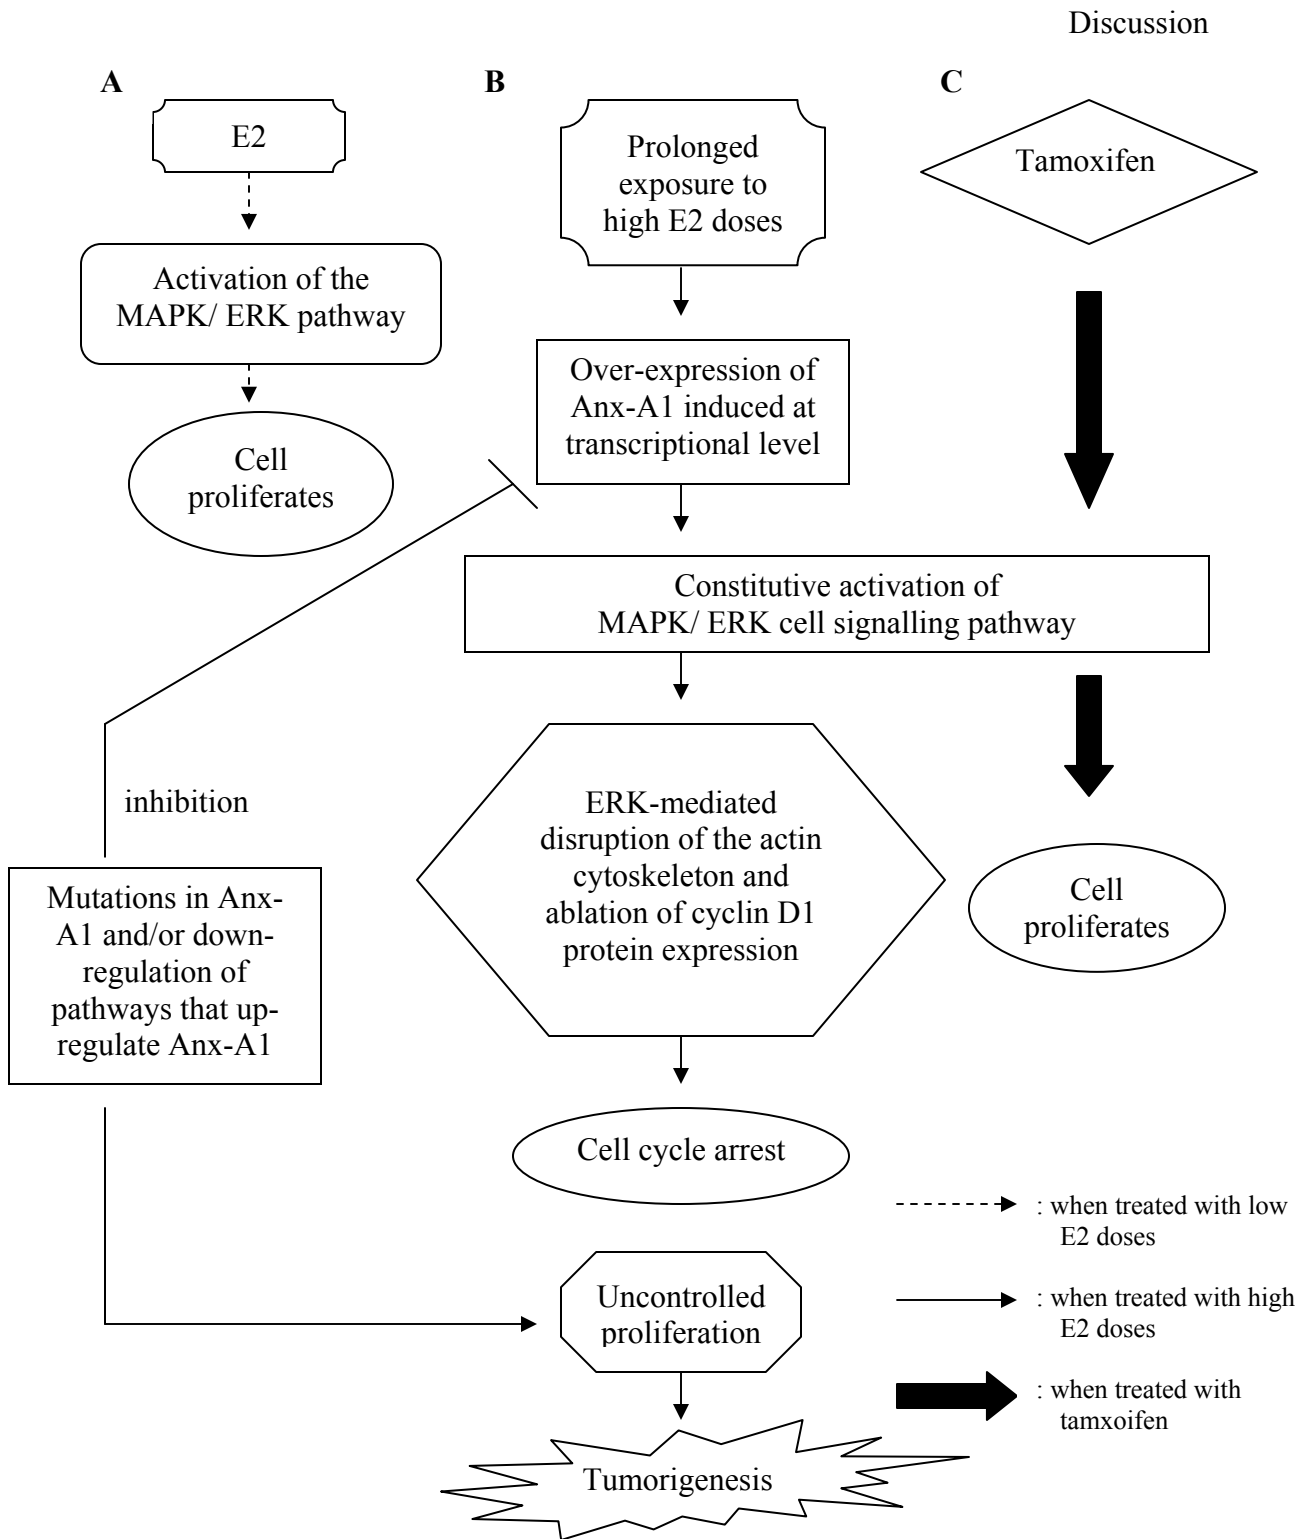 Discussion
A
B
C
E2
Activation of the
MAPK/ ERK pathway
Cell
proliferates
Prolonged
exposure to
high E2 doses
Over-expression of
Anx-A1 induced at
transcriptional level
Tamoxifen
Constitutive activation of
MAPK/ ERK cell signalling pathway
inhibition
Mutations in Anx-
A1 and/or down-
regulation of
pathways that up-
regulate Anx-A1
ERK-mediated
disruption of the actin
cytoskeleton and
ablation of cyclin D1
protein expression
Cell
proliferates
Cell cycle arrest
Uncontrolled
proliferation
Tumorigenesis
: when treated with low
E2 doses
: when treated with high
E2 doses
: when treated with
tamxoifen